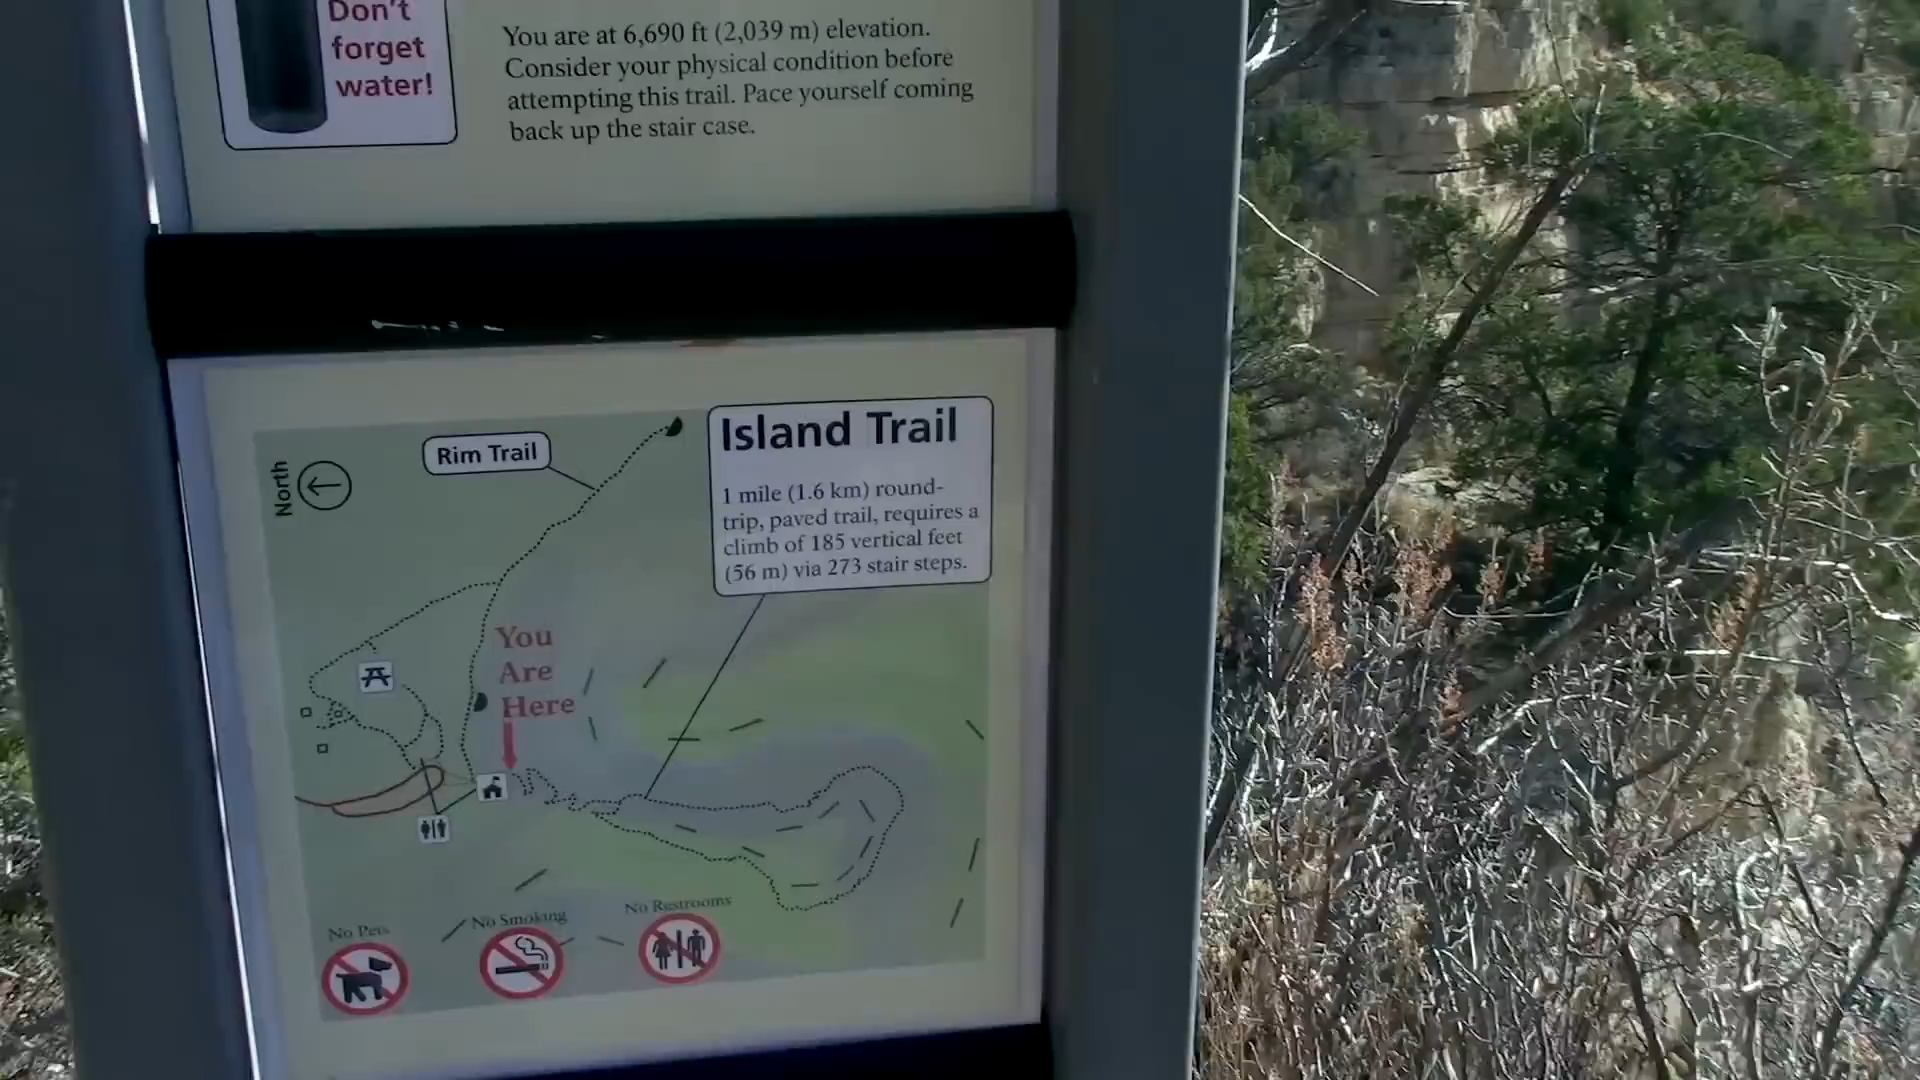 Don't
forget
water!
You are at 6,690 ft (2,039 m) elevation.
Consider your physical condition before
attempting this trail. Pace yourself coming
back up the stair case.
Island Trail
1 mile (1.6 km) round-
trip, paved trail, requires a
climb of 185 vertical feet
(56 m) via 273 stair steps.
Rim Trail
North
You
Are
Here
No Pets
No Smoking
No Restrooms